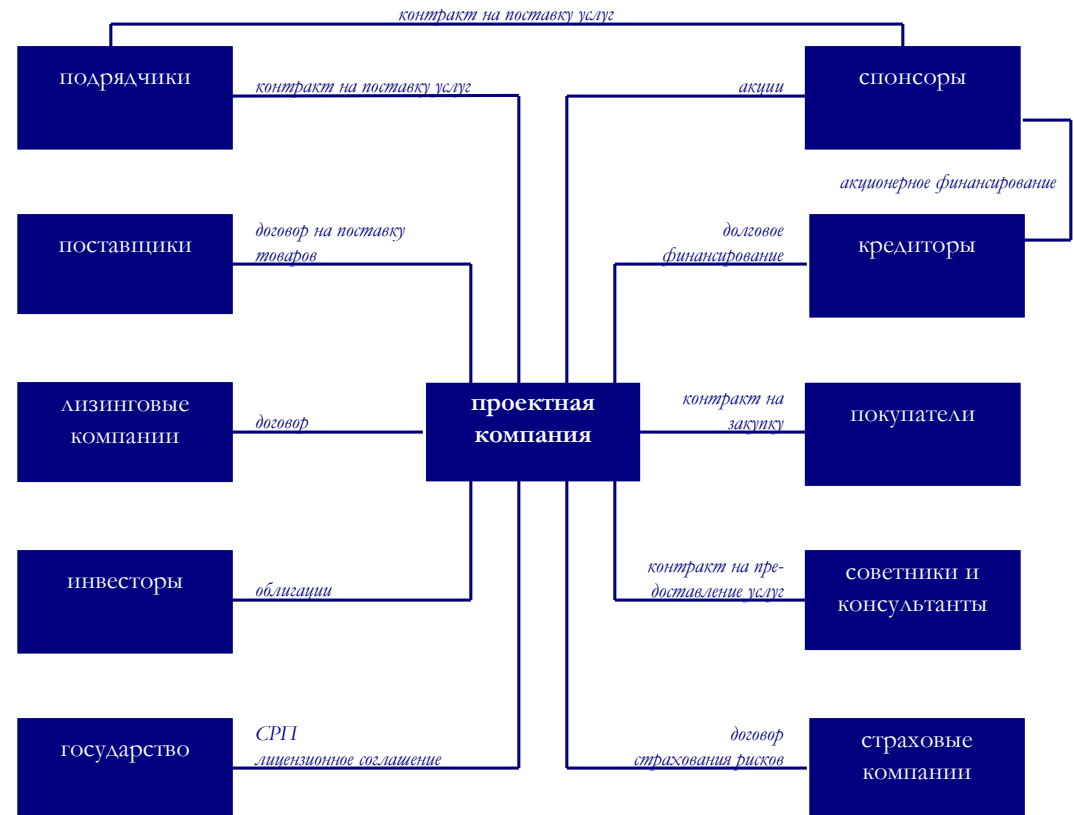 контракт на поставку услуг
подрядчики
контракт на поставку услуг
акции
спонсоры
акционерное финансирование
поставщики
договор на поставку
товаров
долговое
финансирование
кредиторы
лизинговые
компании
договор
проектная
компания
контракт на
закупку
покупатели
инвесторы
облигации
контракт на пре-
доставление услуг
советники и
консультанты
государство
СРП
лицензионное соглашение
договор
страхования рисков
страховые
компании